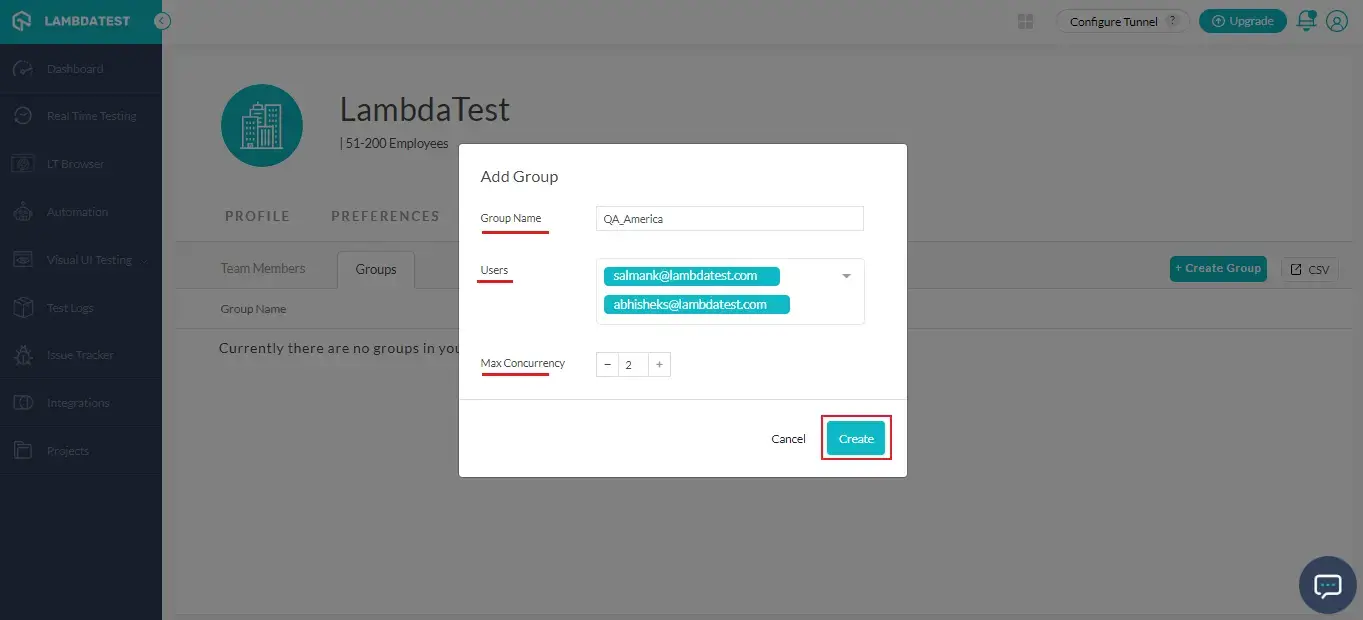 LAMBDATEST
Configure Tunnel ?
Upgrade
Dashboard
Real Time Testing
LT Browser
Automation
Visual UI Testing
Test Logs
Issue Tracker
Integrations
Projects
LambdaTest
| 51-200 Employees
PROFILE PREFERENCES
Team Members Groups
+ Create Group CSV
Group Name
Currently there are no groups in you
Add Group
Group Name QA_America
Users salmank@lambdatest.com
abhisheks@lambdatest.com
Max Concurrency - 2 +
Cancel Create